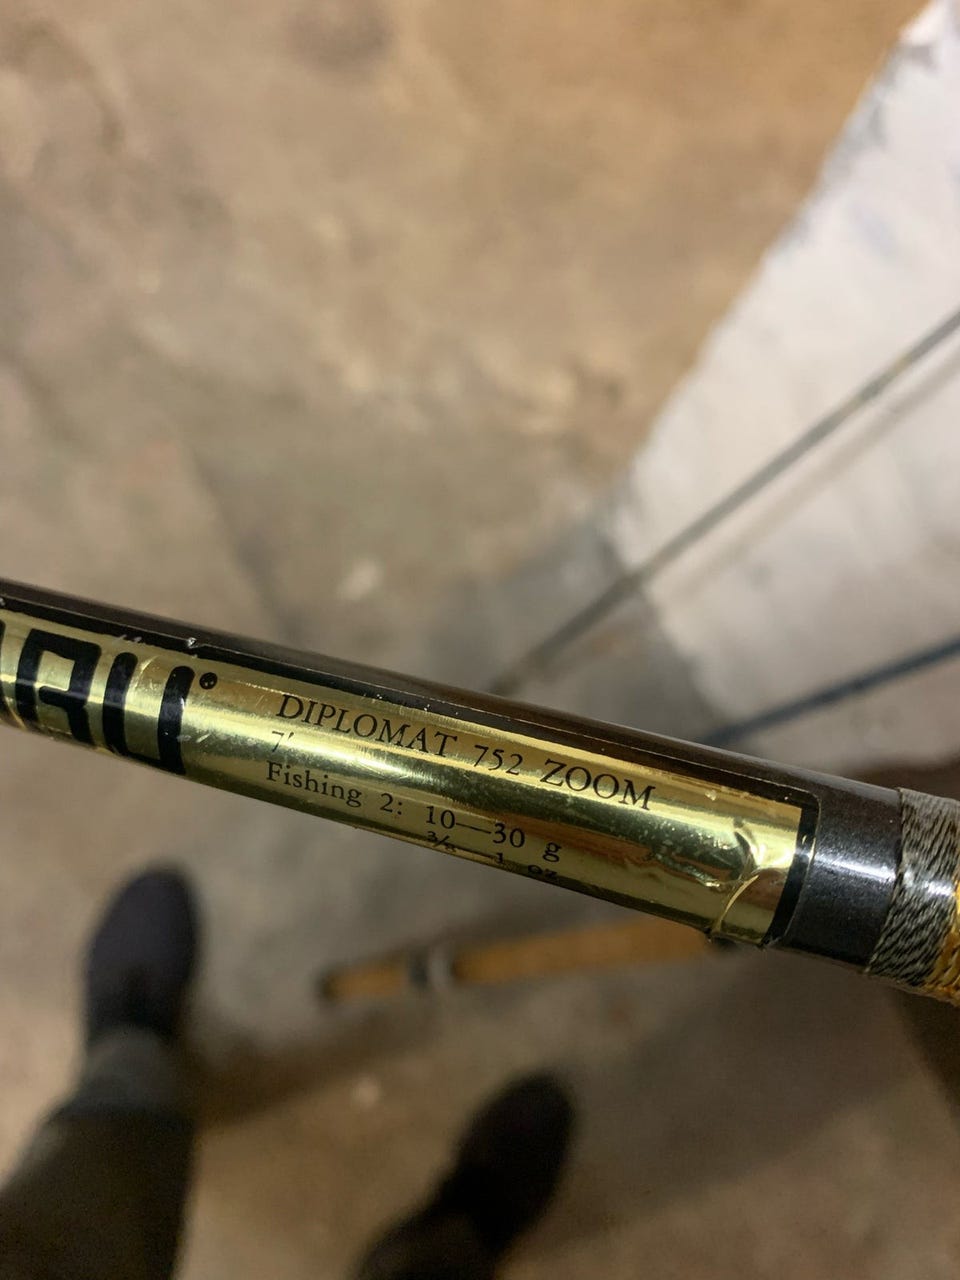 DIPLOMAT 752 ZOOM
7'
Fishing 2: 10—30 g
3/8—1 oz